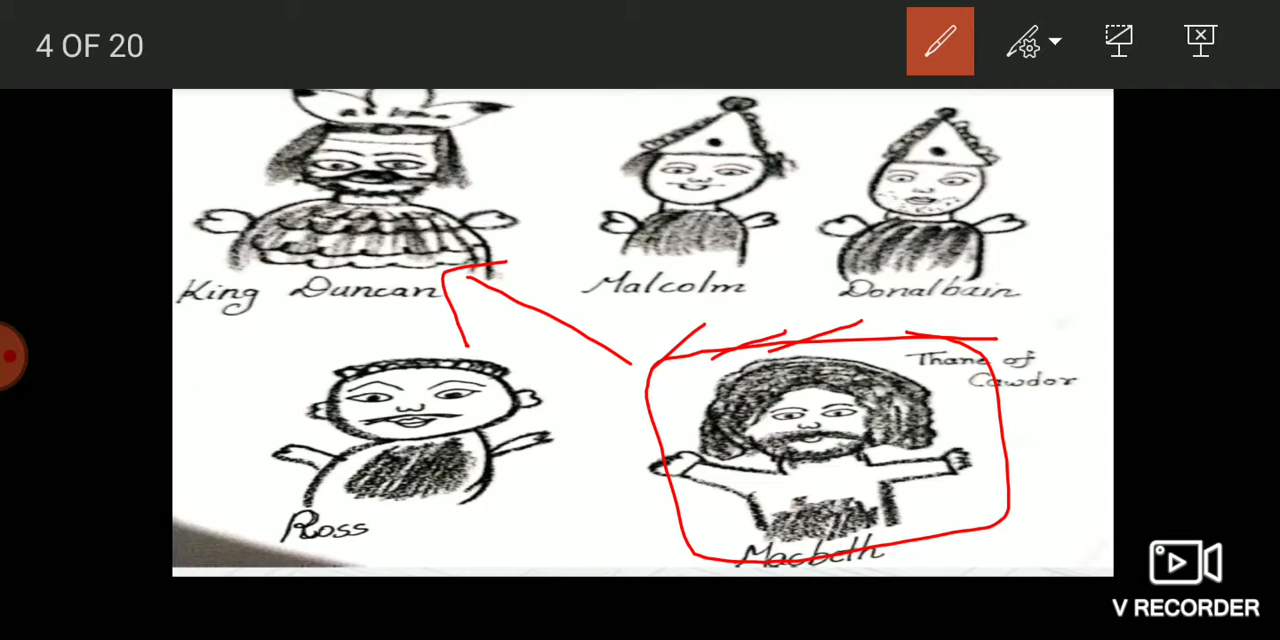 4 OF 20
King Duncan
Malcolm
Donalbain
Thane of
Cawdor
Ross
Macbeth
V RECORDER